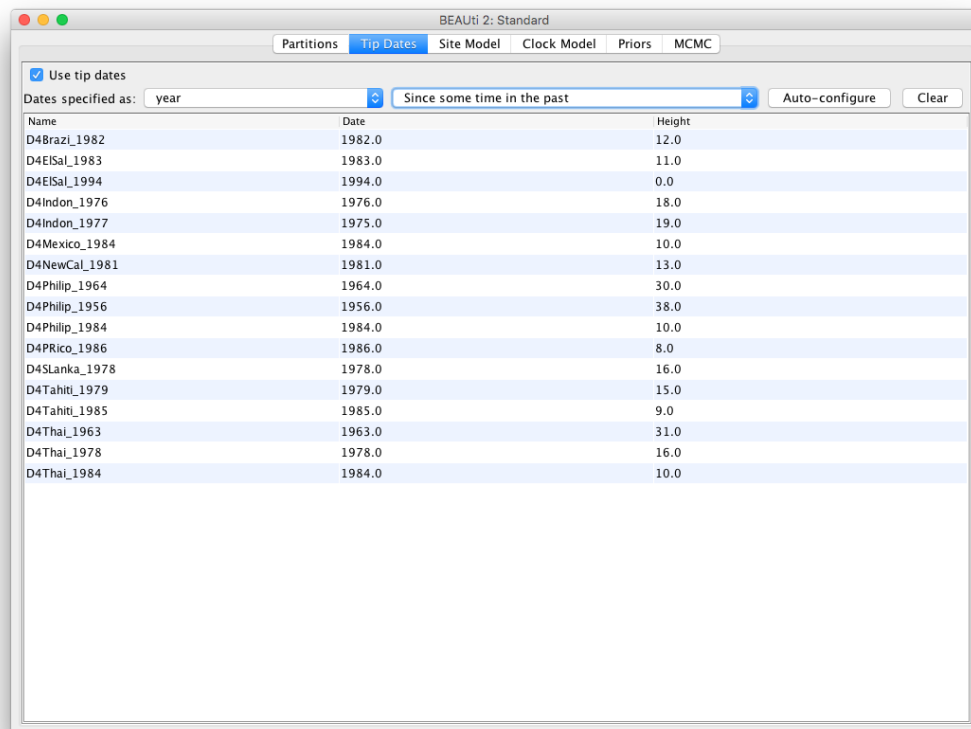 BEAUti 2: Standard
Partitions Tip Dates Site Model Clock Model Priors MCMC
Use tip dates
Dates specified as: year Since some time in the past Auto-configure Clear
Name Date Height
D4Brazi_1982 1982.0 12.0
D4ElSal_1983 1983.0 11.0
D4ElSal_1994 1994.0 0.0
D4Indon_1976 1976.0 18.0
D4Indon_1977 1975.0 19.0
D4Mexico_1984 1984.0 10.0
D4NewCal_1981 1981.0 13.0
D4Philip_1964 1964.0 30.0
D4Philip_1956 1956.0 38.0
D4Philip_1984 1984.0 10.0
D4PRico_1986 1986.0 8.0
D4SLanka_1978 1978.0 16.0
D4Tahiti_1979 1979.0 15.0
D4Tahiti_1985 1985.0 9.0
D4Thai_1963 1963.0 31.0
D4Thai_1978 1978.0 16.0
D4Thai_1984 1984.0 10.0